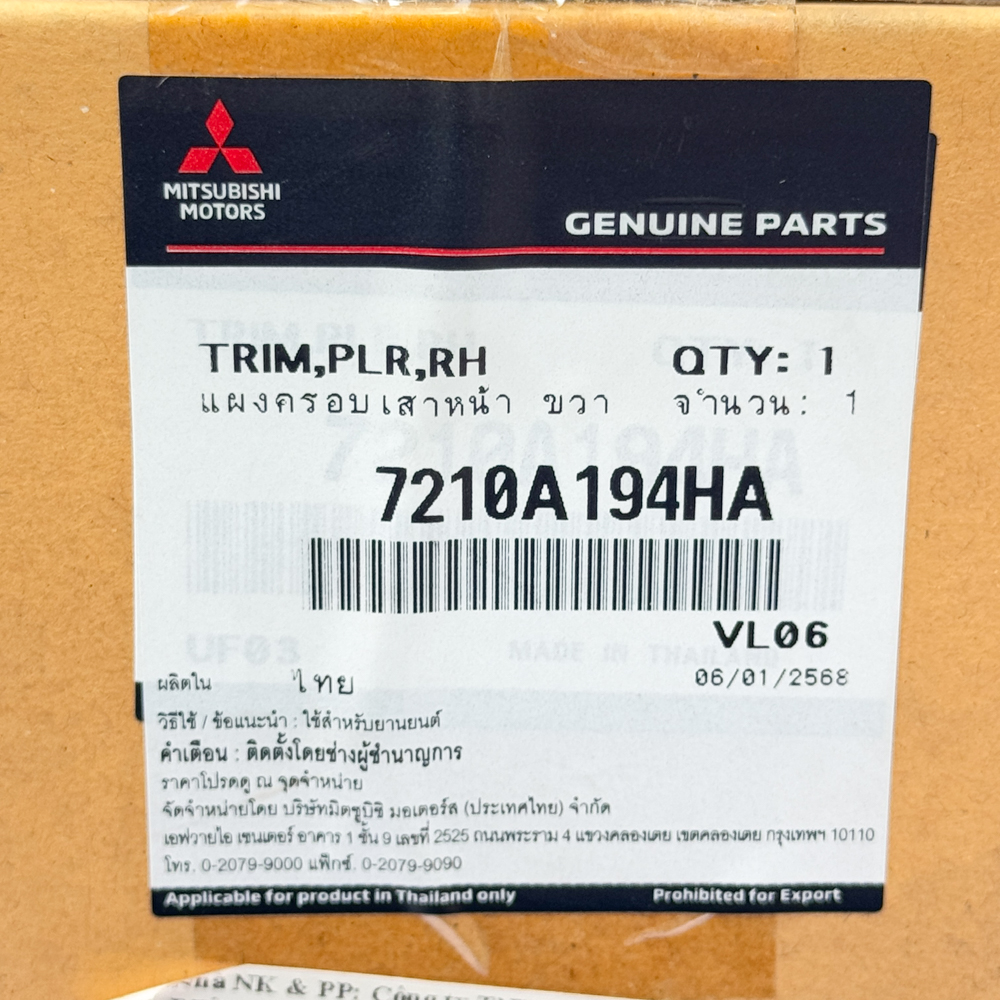 MITSUBISHI
MOTORS
GENUINE PARTS
TRIM,PLR,RH QTY: 1
แผงครอบเสาหน้า ขวา จำนวน: 1
7210A194HA
VL06
UF03 MADE IN THAILAND
06/01/2568
ผลิตใน ไทย
วิธีใช้ / ข้อแนะนำ : ใช้สำหรับยานยนต์
คำเตือน : ติดตั้งโดยช่างผู้ชำนาญการ
ราคาโปรดดู ณ จุดจำหน่าย
จัดจำหน่ายโดย บริษัทมิตซูบิชิ มอเตอร์ส (ประเทศไทย) จำกัด
เอฟวายไอ เซนเตอร์ อาคาร 1 ชั้น 9 เลขที่ 2525 ถนนพระราม 4 แขวงคลองเตย เขตคลองเตย กรุงเทพฯ 10110
โทร. 0-2079-9000 แฟ็กซ์. 0-2079-9090
Applicable for product in Thailand only Prohibited for Export
NK & PP: Công ty